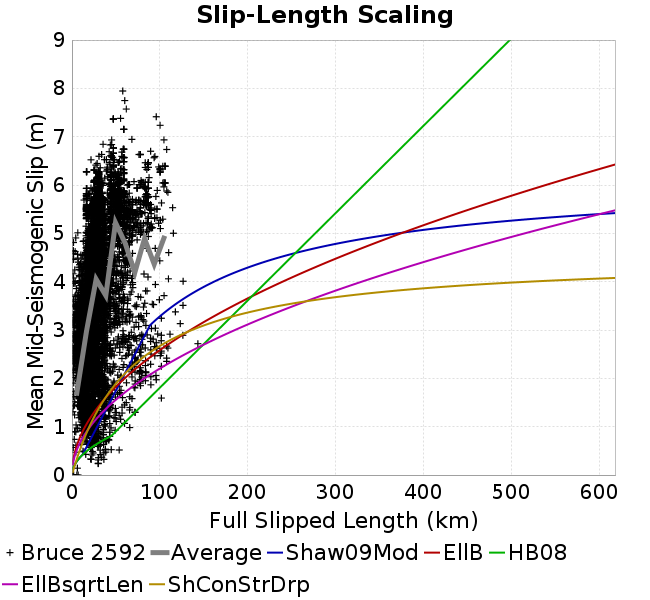 Slip-Length Scaling
Mean Mid-Seismogenic Slip (m)
9
8
7
6
5
4
3
2
1
0
0 100 200 300 400 500 600
Full Slipped Length (km)
Bruce 2592 Average Shaw09Mod EllB HB08
EllBsqrtLen ShConStrDrp